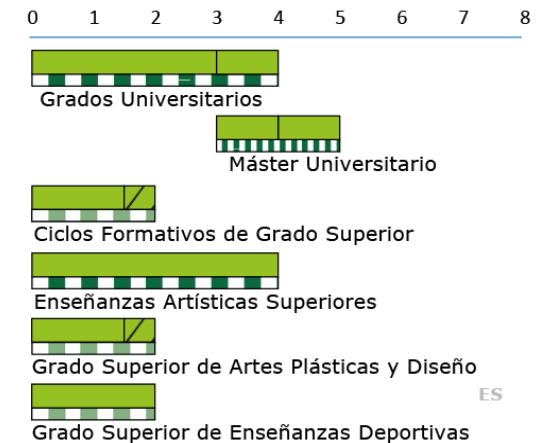 0 1 2 3 4 5 6 7 8
Grados Universitarios
Máster Universitario
Ciclos Formativos de Grado Superior
Enseñanzas Artísticas Superiores
Grado Superior de Artes Plásticas y Diseño
ES
Grado Superior de Enseñanzas Deportivas